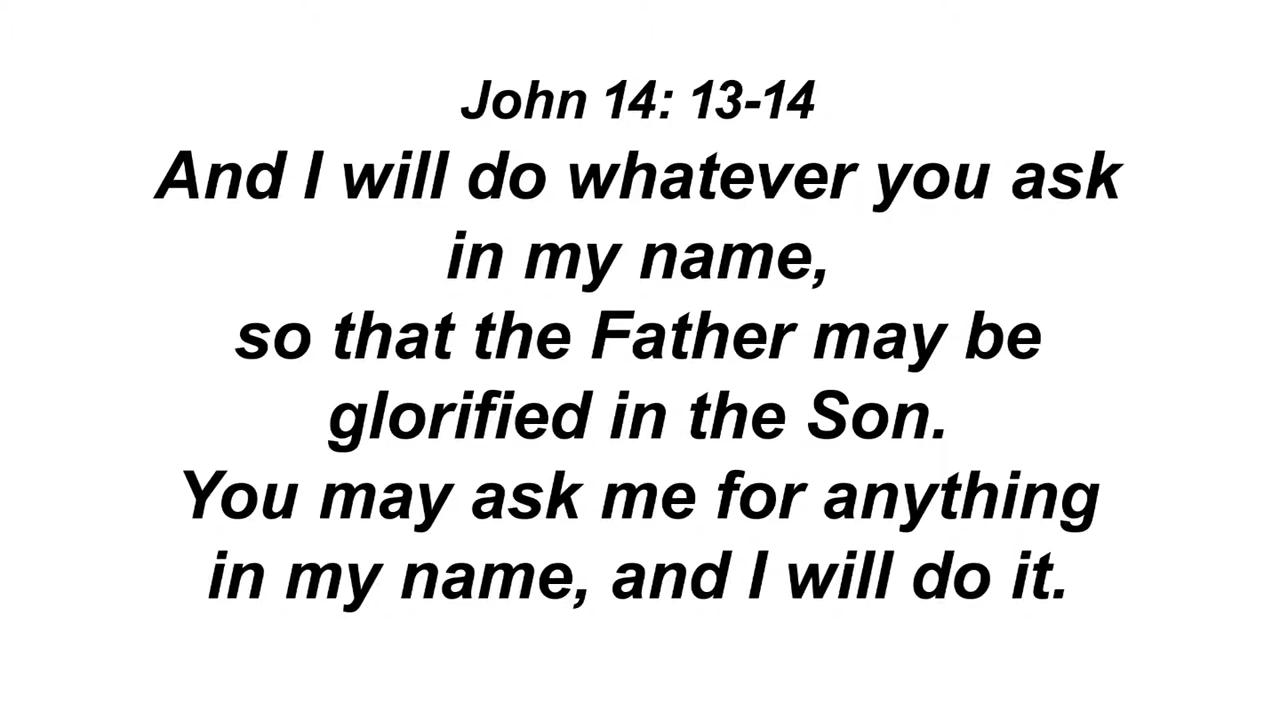 John 14: 13-14
And I will do whatever you ask
in my name,
so that the Father may be
glorified in the Son.
You may ask me for anything
in my name, and I will do it.